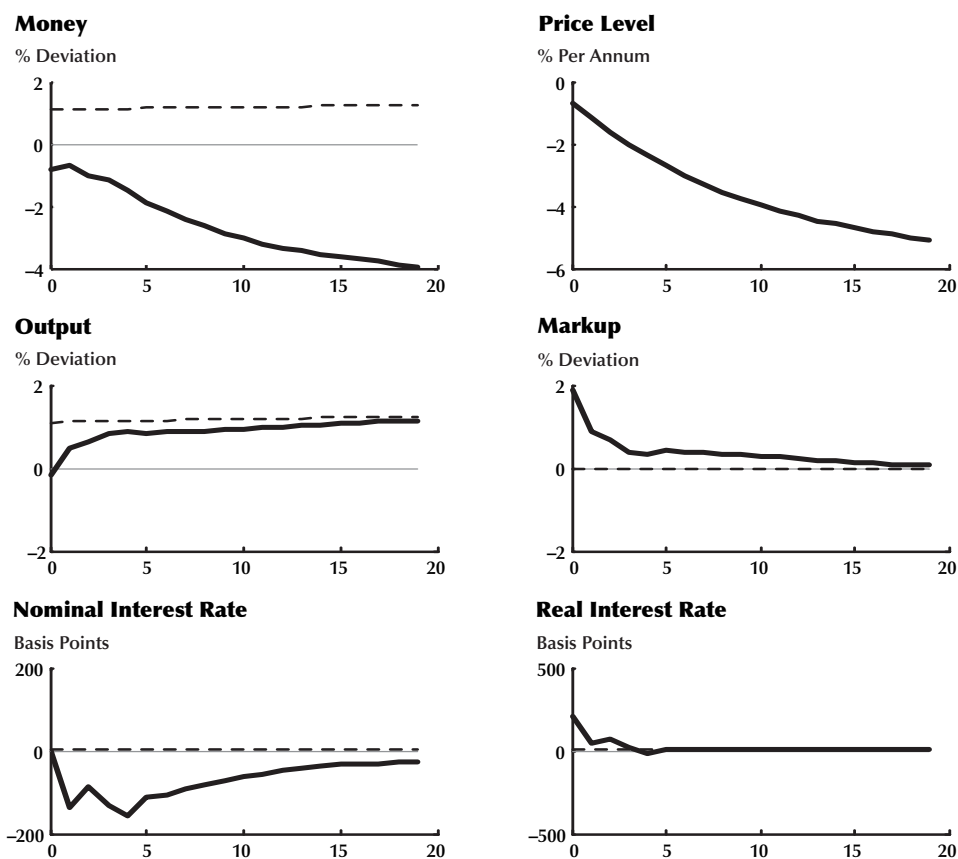 Money
% Deviation
2
0
–2
–4
0 5 10 15 20
Price Level
% Per Annum
0
–2
–4
–6
0 5 10 15 20
Output
% Deviation
2
0
–2
0 5 10 15 20
Markup
% Deviation
2
0
–2
0 5 10 15 20
Nominal Interest Rate
Basis Points
200
0
–200
0 5 10 15 20
Real Interest Rate
Basis Points
500
0
–500
0 5 10 15 20